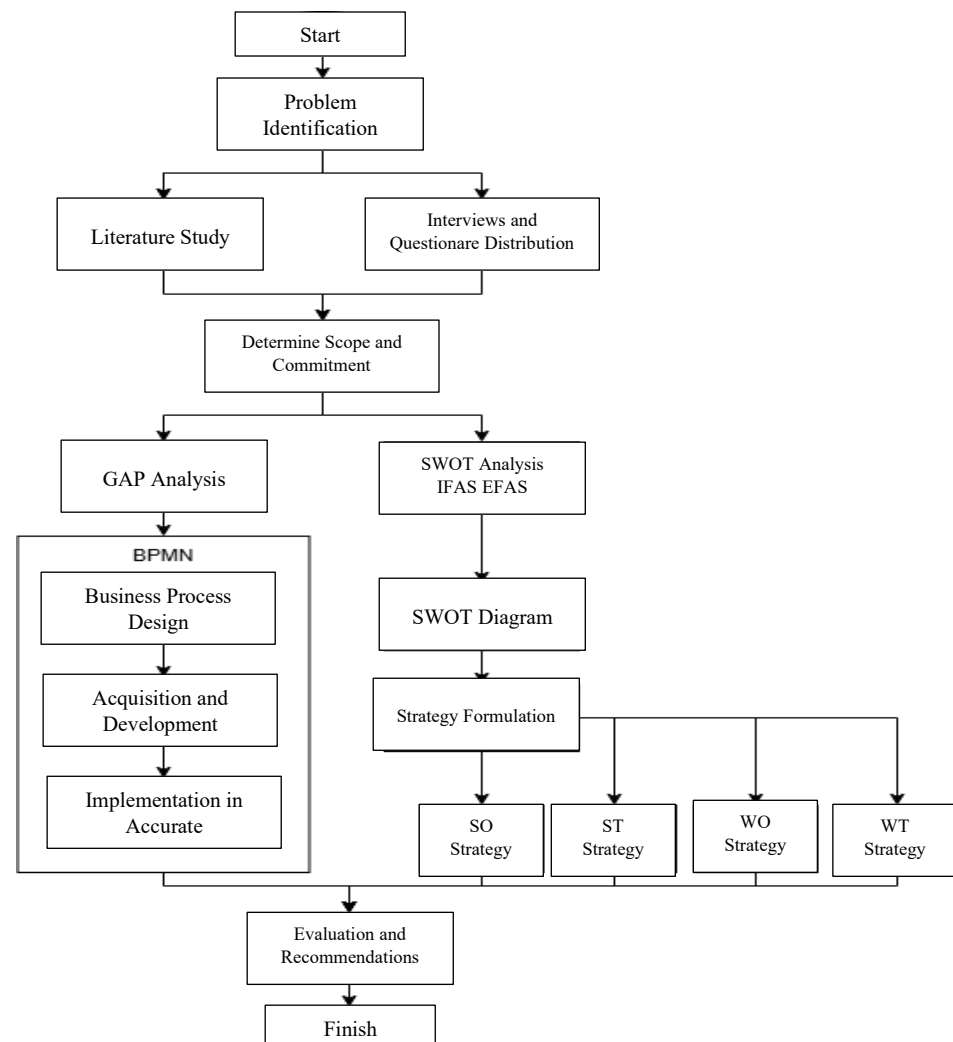 Start
Problem
Identification
Literature Study
Interviews and
Questionare Distribution
Determine Scope and
Commitment
GAP Analysis
SWOT Analysis
IFAS EFAS
BPMN
Business Process
Design
Acquisition and
Development
Implementation in
Accurate
SWOT Diagram
Strategy Formulation
SO
Strategy
ST
Strategy
WO
Strategy
WT
Strategy
Evaluation and
Recommendations
Finish